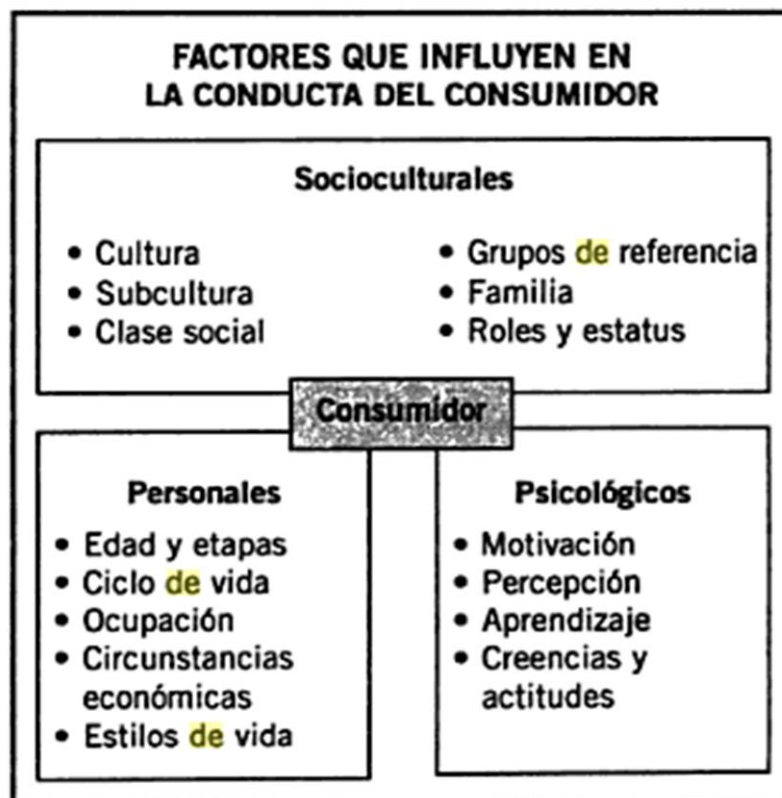 FACTORES QUE INFLUYEN EN
LA CONDUCTA DEL CONSUMIDOR
Socioculturales
• Cultura
• Subcultura
• Clase social
• Grupos de referencia
• Familia
• Roles y estatus
Consumidor
Personales
• Edad y etapas
• Ciclo de vida
• Ocupación
• Circunstancias
económicas
• Estilos de vida
Psicológicos
• Motivación
• Percepción
• Aprendizaje
• Creencias y
actitudes